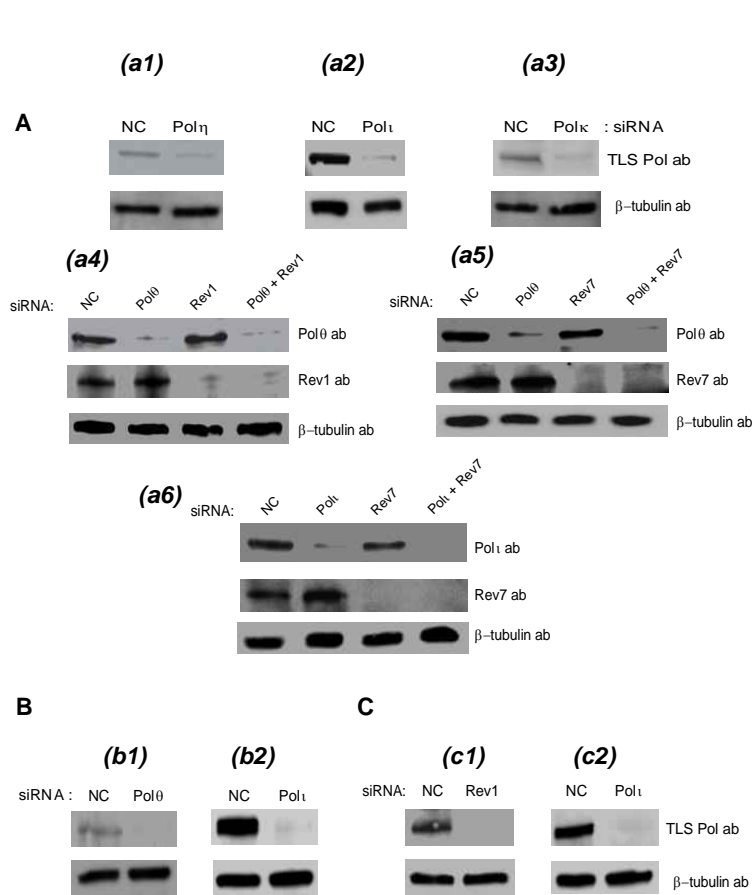 (a1) (a2) (a3)
A
NC Polη NC Polι NC Polκ : siRNA
TLS Pol ab
β–tubulin ab
(a4) (a5)
siRNA: NC Polθ Rev1 Polθ + Rev1
Polθ ab
Rev1 ab
β–tubulin ab
siRNA: NC Polθ Rev7 Polθ + Rev7
Polθ ab
Rev7 ab
β–tubulin ab
(a6)
siRNA: NC Polι Rev7 Polι + Rev7
Polι ab
Rev7 ab
β–tubulin ab
B C
(b1) (b2) (c1) (c2)
siRNA : NC Polθ NC Polι siRNA: NC Rev1 NC Polι
TLS Pol ab
β–tubulin ab